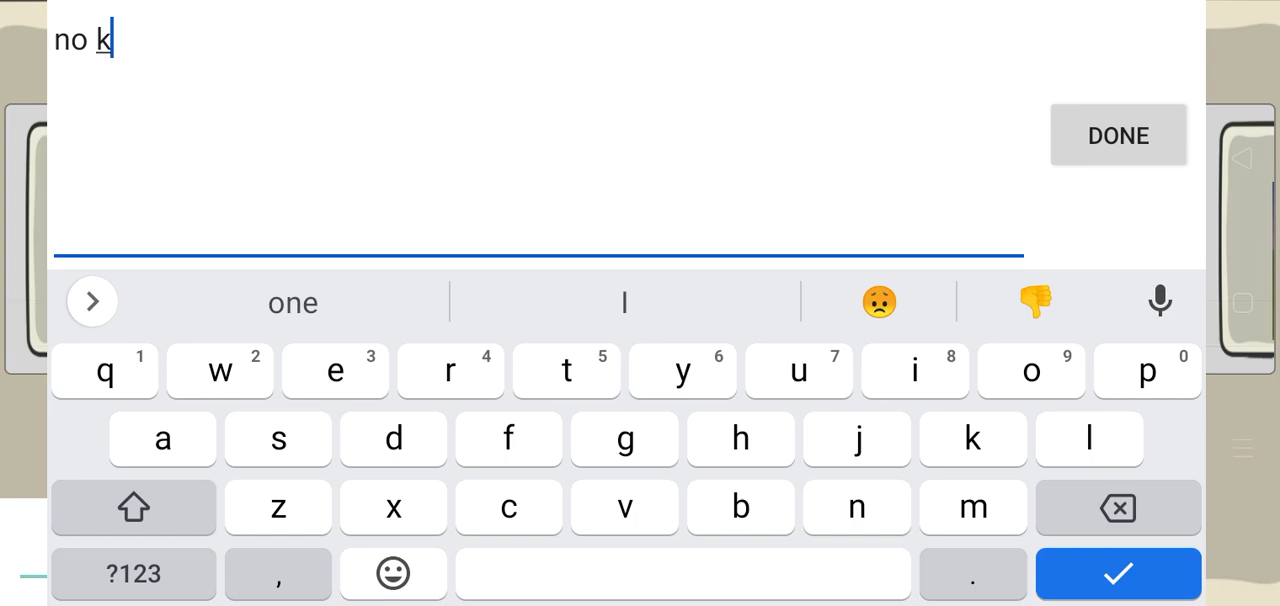 no k
DONE
one I
q 1 w 2 e 3 r 4 t 5 y 6 u 7 i 8 o 9 p 0
a s d f g h j k l
z x c v b n m
?123 , .